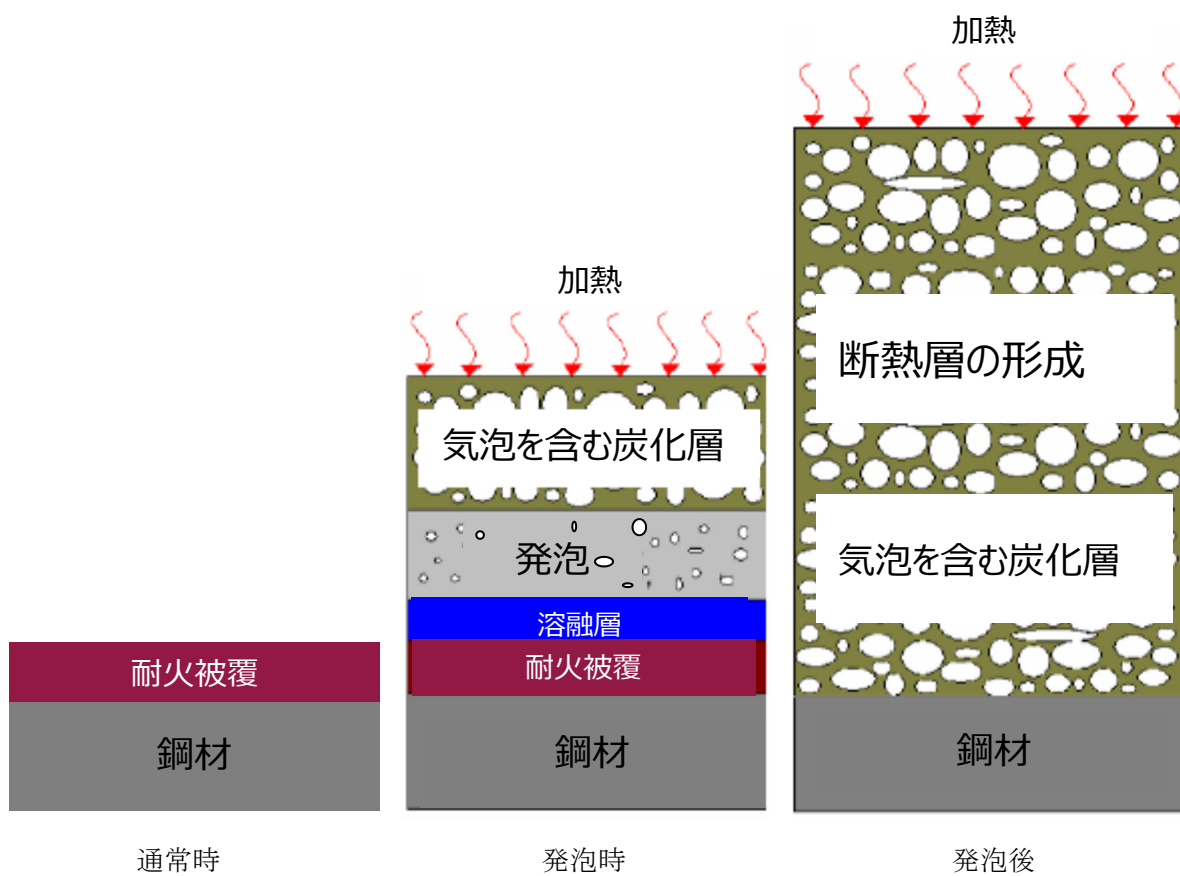 耐火被覆
鋼材
通常時
加熱
気泡を含む炭化層
発泡
溶融層
耐火被覆
鋼材
発泡時
加熱
断熱層の形成
気泡を含む炭化層
鋼材
発泡後